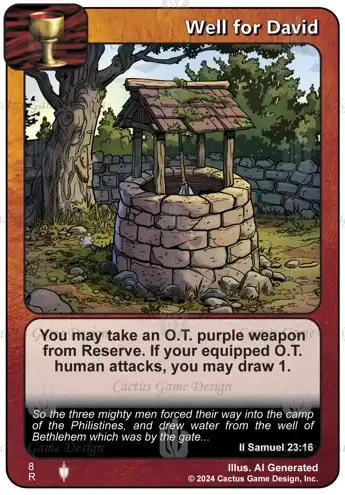 Well for David
You may take an O.T. purple weapon
from Reserve. If your equipped O.T.
human attacks, you may draw 1.
Cactus Game Design
So the three mighty men forced their way into the camp
of the Philistines, and drew water from the well of
Bethlehem which was by the gate...
II Samuel 23:16
8
R
Illus. AI Generated
© 2024 Cactus Game Design, Inc.